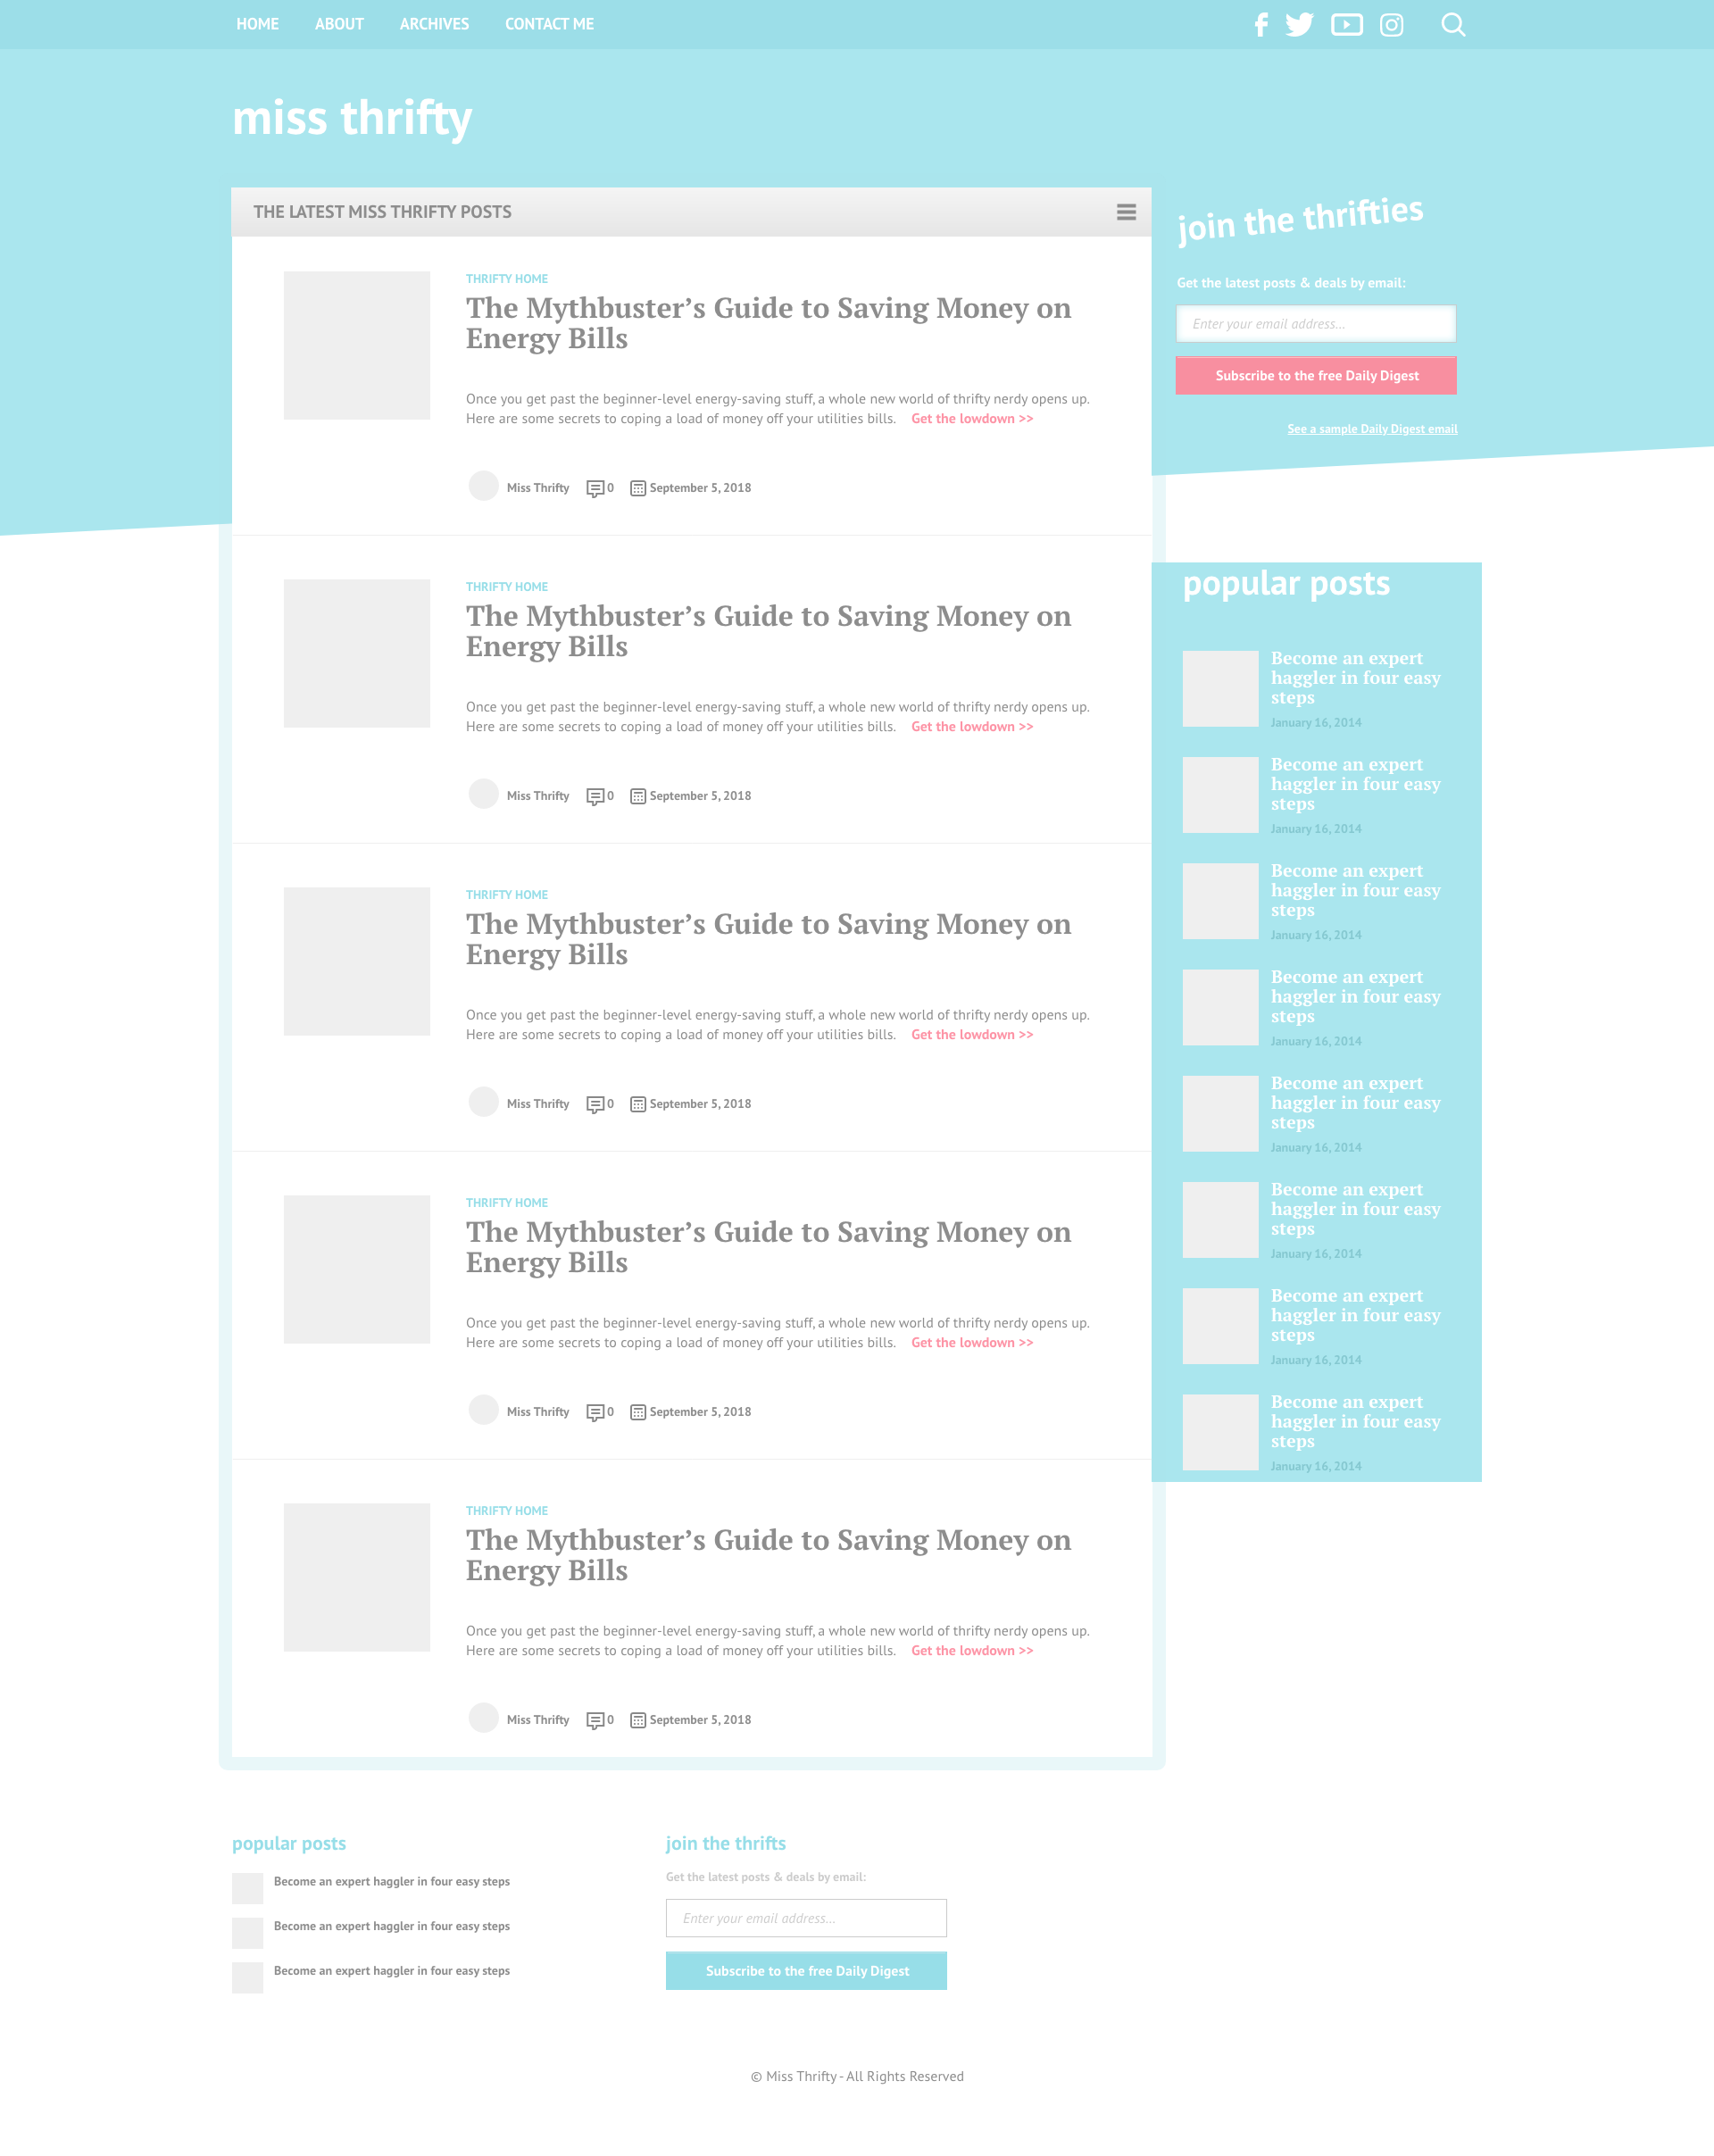 HOME ABOUT ARCHIVES CONTACT ME
miss thrifty
THE LATEST MISS THRIFTY POSTS
THRIFTY HOME
The Mythbuster’s Guide to Saving Money on
Energy Bills
Once you get past the beginner-level energy-saving stuff, a whole new world of thrifty nerdy opens up.
Here are some secrets to coping a load of money off your utilities bills. Get the lowdown >>
Miss Thrifty 0 September 5, 2018
THRIFTY HOME
The Mythbuster’s Guide to Saving Money on
Energy Bills
Once you get past the beginner-level energy-saving stuff, a whole new world of thrifty nerdy opens up.
Here are some secrets to coping a load of money off your utilities bills. Get the lowdown >>
Miss Thrifty 0 September 5, 2018
THRIFTY HOME
The Mythbuster’s Guide to Saving Money on
Energy Bills
Once you get past the beginner-level energy-saving stuff, a whole new world of thrifty nerdy opens up.
Here are some secrets to coping a load of money off your utilities bills. Get the lowdown >>
Miss Thrifty 0 September 5, 2018
THRIFTY HOME
The Mythbuster’s Guide to Saving Money on
Energy Bills
Once you get past the beginner-level energy-saving stuff, a whole new world of thrifty nerdy opens up.
Here are some secrets to coping a load of money off your utilities bills. Get the lowdown >>
Miss Thrifty 0 September 5, 2018
THRIFTY HOME
The Mythbuster’s Guide to Saving Money on
Energy Bills
Once you get past the beginner-level energy-saving stuff, a whole new world of thrifty nerdy opens up.
Here are some secrets to coping a load of money off your utilities bills. Get the lowdown >>
Miss Thrifty 0 September 5, 2018
join the thrifties
Get the latest posts & deals by email:
Enter your email address...
Subscribe to the free Daily Digest
See a sample Daily Digest email
popular posts
Become an expert
haggler in four easy
steps
January 16, 2014
Become an expert
haggler in four easy
steps
January 16, 2014
Become an expert
haggler in four easy
steps
January 16, 2014
Become an expert
haggler in four easy
steps
January 16, 2014
Become an expert
haggler in four easy
steps
January 16, 2014
Become an expert
haggler in four easy
steps
January 16, 2014
Become an expert
haggler in four easy
steps
January 16, 2014
Become an expert
haggler in four easy
steps
January 16, 2014
popular posts
Become an expert haggler in four easy steps
Become an expert haggler in four easy steps
Become an expert haggler in four easy steps
join the thrifts
Get the latest posts & deals by email:
Enter your email address...
Subscribe to the free Daily Digest
© Miss Thrifty - All Rights Reserved